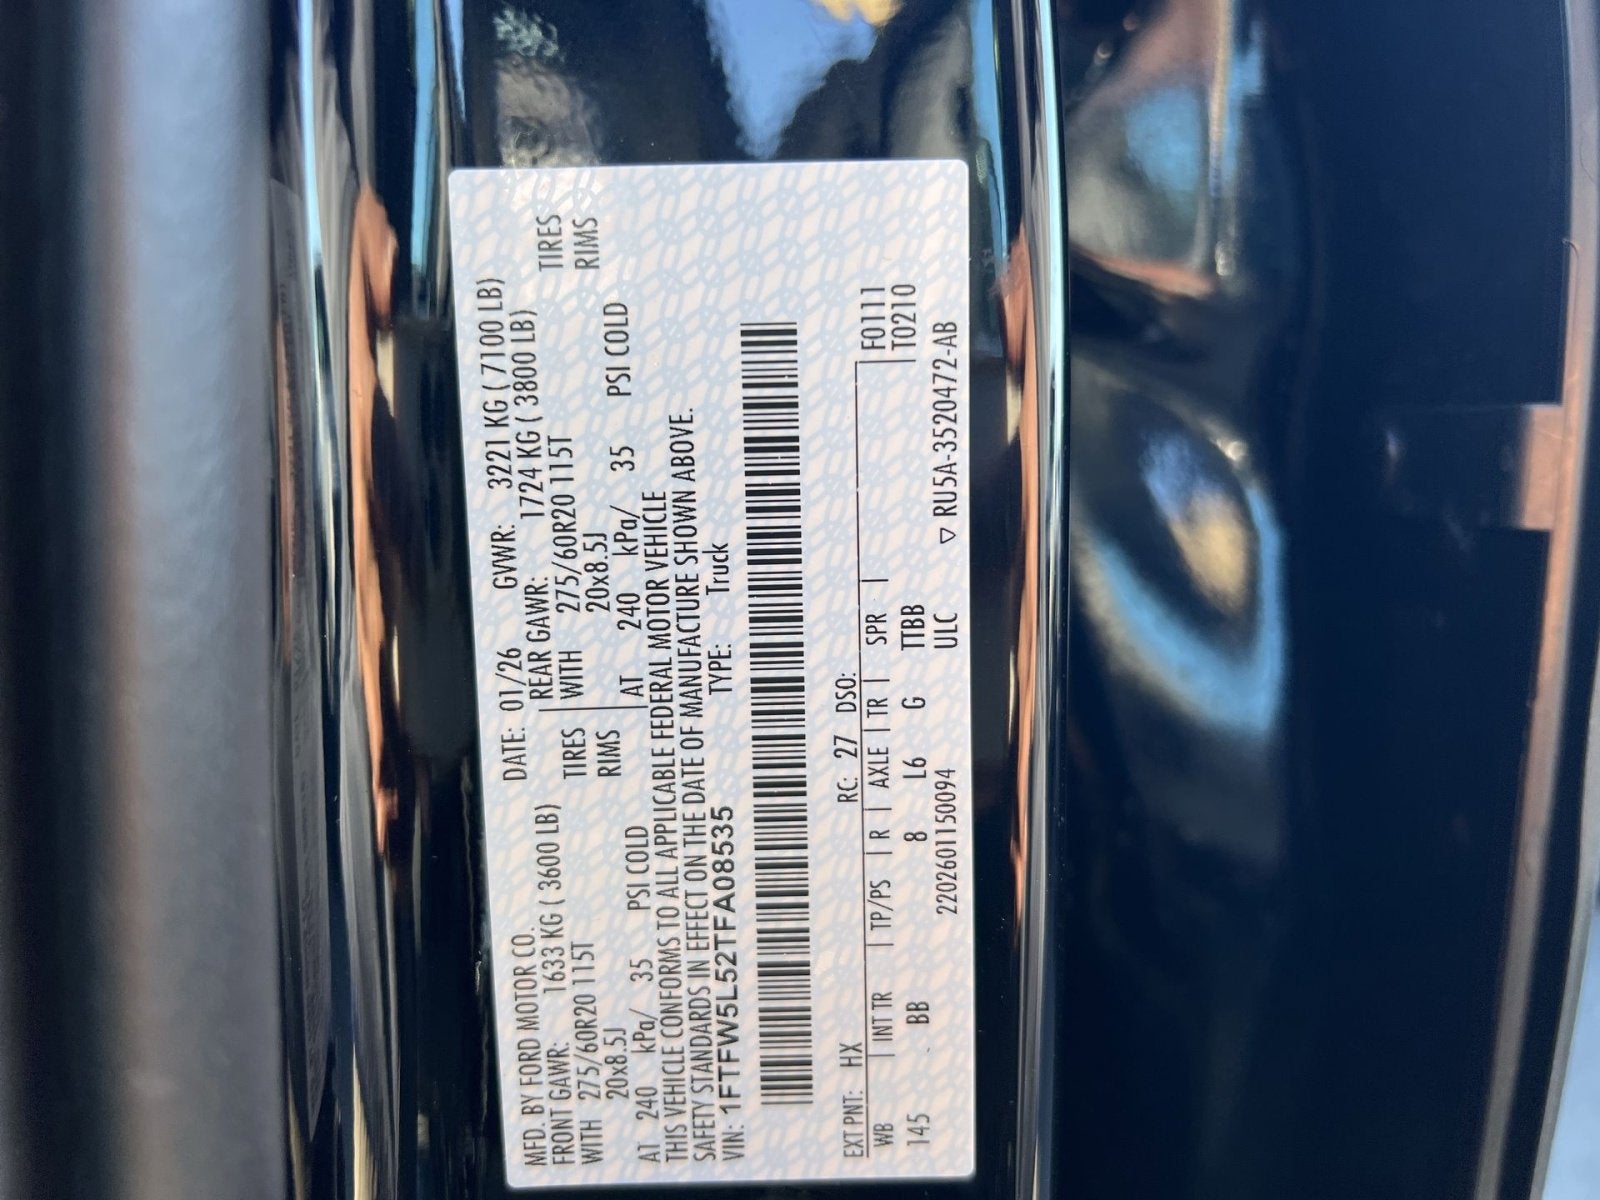 MFD. BY FORD MOTOR CO. DATE: 01/26 GVWR: 3221 KG ( 7100 LB)
FRONT GAWR: 1633 KG ( 3600 LB) REAR GAWR: 1724 KG ( 3800 LB)
WITH 275/60R20 115T TIRES WITH 275/60R20 115T TIRES
20x8.5J RIMS 20x8.5J RIMS
AT 240 kPa/ 35 PSI COLD AT 240 kPa/ 35 PSI COLD
THIS VEHICLE CONFORMS TO ALL APPLICABLE FEDERAL MOTOR VEHICLE
SAFETY STANDARDS IN EFFECT ON THE DATE OF MANUFACTURE SHOWN ABOVE.
VIN: 1FTFW5L52TFA08535 TYPE: Truck
EXT PNT: HX RC: 27 DSO: F0111
WB INT TR TP/PS R AXLE TR SPR T0210
145 BB 8 L6 G TTBB
2202601150094 ULC ▽ RU5A-3520472-AB